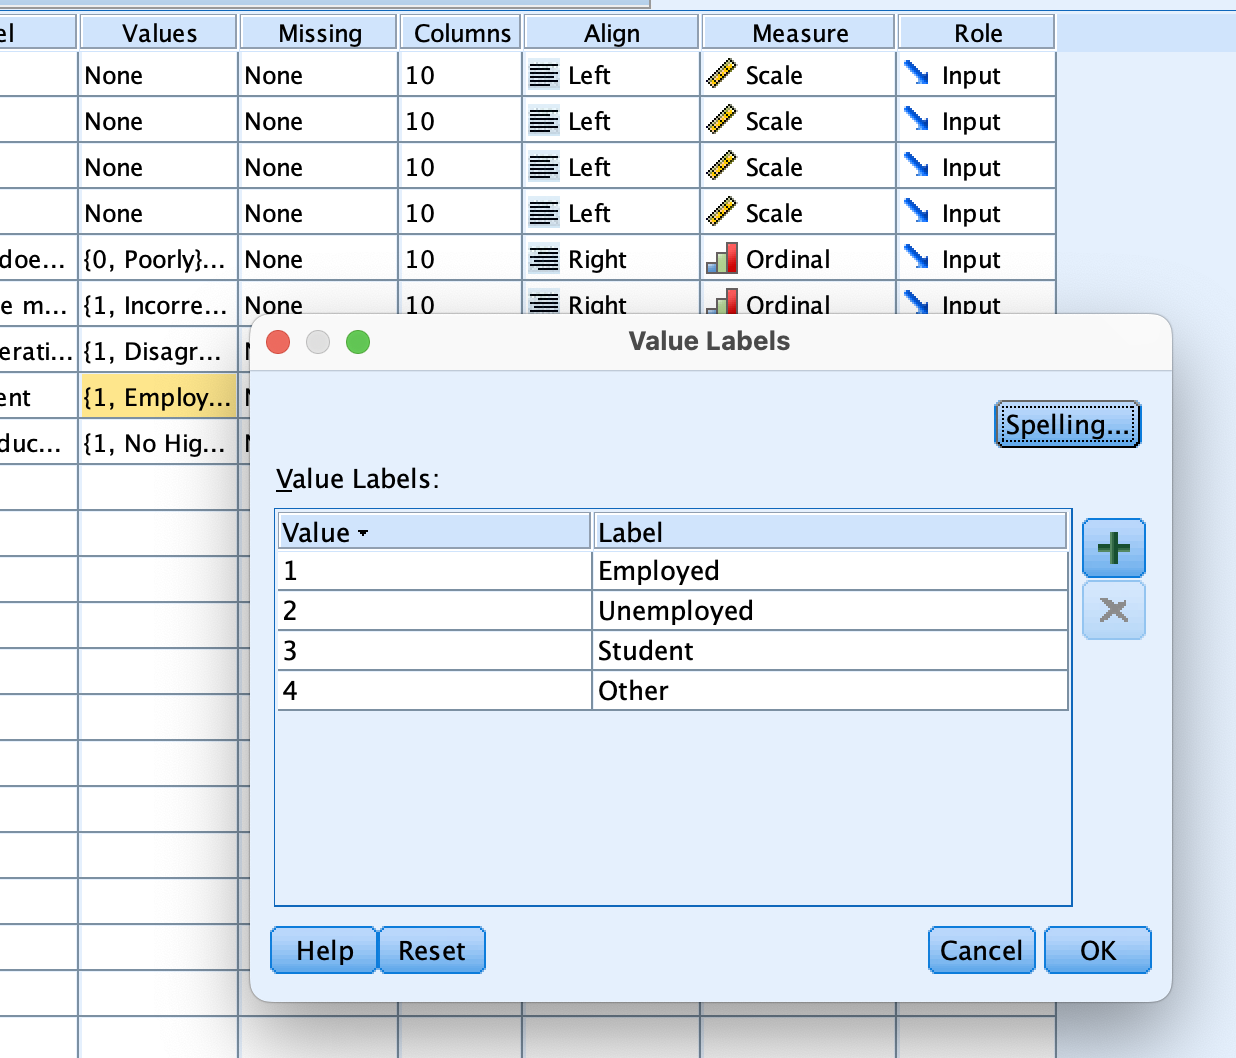 el Values Missing Columns Align Measure Role
None None 10 Left Scale Input
None None 10 Left Scale Input
None None 10 Left Scale Input
None None 10 Left Scale Input
doe... {0, Poorly}... None 10 Right Ordinal Input
e m... {1, Incorre... None 10 Right Ordinal Input
erati... {1, Disagr...
ent {1, Employ...
duc... {1, No Hig...
Value Labels
Spelling...
Value Labels:
Value Label
1 Employed
2 Unemployed
3 Student
4 Other
Help Reset Cancel OK